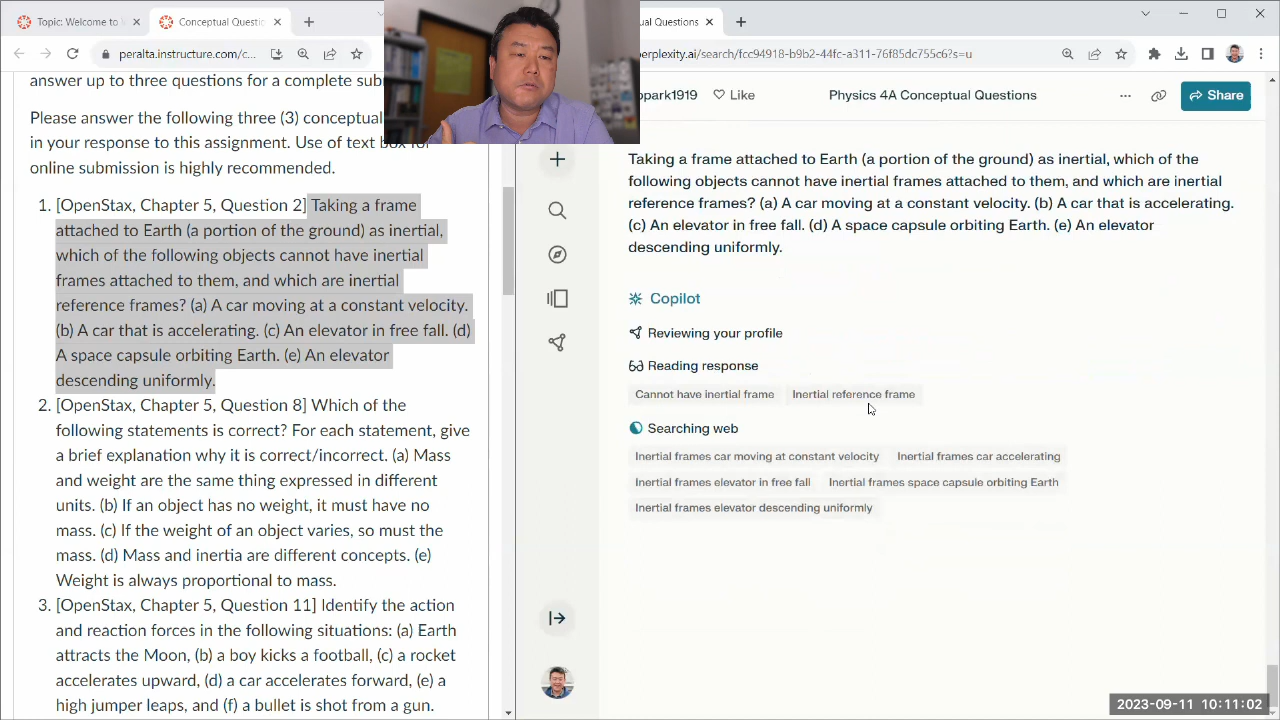 Topic: Welcome to
Conceptual Questic
ual Questions
peralta.instructure.com/c...
erplexity.ai/search/fcc94918-b9b2-44fc-a311-76f85dc755c6?s=u
answer up to three questions for a complete sub
Please answer the following three (3) conceptual
in your response to this assignment. Use of text box for
online submission is highly recommended.
1. [OpenStax, Chapter 5, Question 2] Taking a frame
attached to Earth (a portion of the ground) as inertial,
which of the following objects cannot have inertial
frames attached to them, and which are inertial
reference frames? (a) A car moving at a constant velocity.
(b) A car that is accelerating. (c) An elevator in free fall. (d)
A space capsule orbiting Earth. (e) An elevator
descending uniformly.
2. [OpenStax, Chapter 5, Question 8] Which of the
following statements is correct? For each statement, give
a brief explanation why it is correct/incorrect. (a) Mass
and weight are the same thing expressed in different
units. (b) If an object has no weight, it must have no
mass. (c) If the weight of an object varies, so must the
mass. (d) Mass and inertia are different concepts. (e)
Weight is always proportional to mass.
3. [OpenStax, Chapter 5, Question 11] Identify the action
and reaction forces in the following situations: (a) Earth
attracts the Moon, (b) a boy kicks a football, (c) a rocket
accelerates upward, (d) a car accelerates forward, (e) a
high jumper leaps, and (f) a bullet is shot from a gun.
opark1919
Like
Physics 4A Conceptual Questions
Share
Taking a frame attached to Earth (a portion of the ground) as inertial, which of the
following objects cannot have inertial frames attached to them, and which are inertial
reference frames? (a) A car moving at a constant velocity. (b) A car that is accelerating.
(c) An elevator in free fall. (d) A space capsule orbiting Earth. (e) An elevator
descending uniformly.
Copilot
Reviewing your profile
Reading response
Cannot have inertial frame
Inertial reference frame
Searching web
Inertial frames car moving at constant velocity
Inertial frames car accelerating
Inertial frames elevator in free fall
Inertial frames space capsule orbiting Earth
Inertial frames elevator descending uniformly
2023-09-11 10:11:02